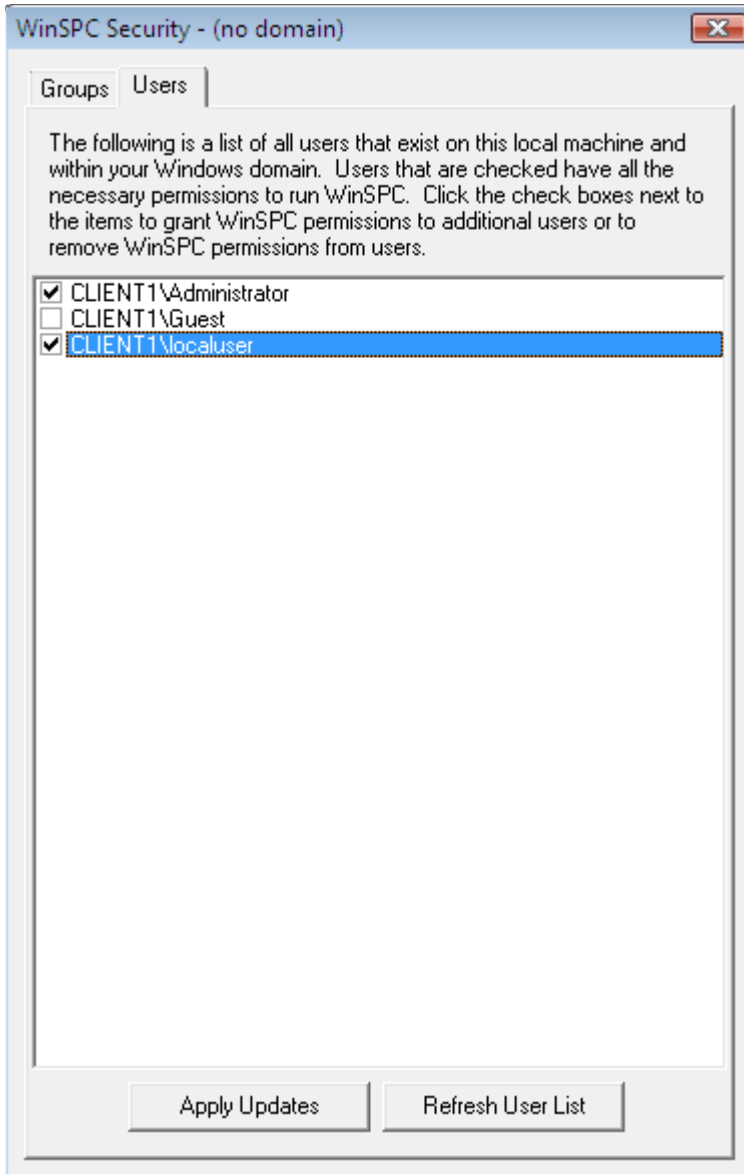 WinSPC Security - (no domain)
Groups Users
The following is a list of all users that exist on this local machine and
within your Windows domain.  Users that are checked have all the
necessary permissions to run WinSPC.  Click the check boxes next to
the items to grant WinSPC permissions to additional users or to
remove WinSPC permissions from users.
CLIENT1\Administrator
CLIENT1\Guest
CLIENT1\localuser
Apply Updates Refresh User List